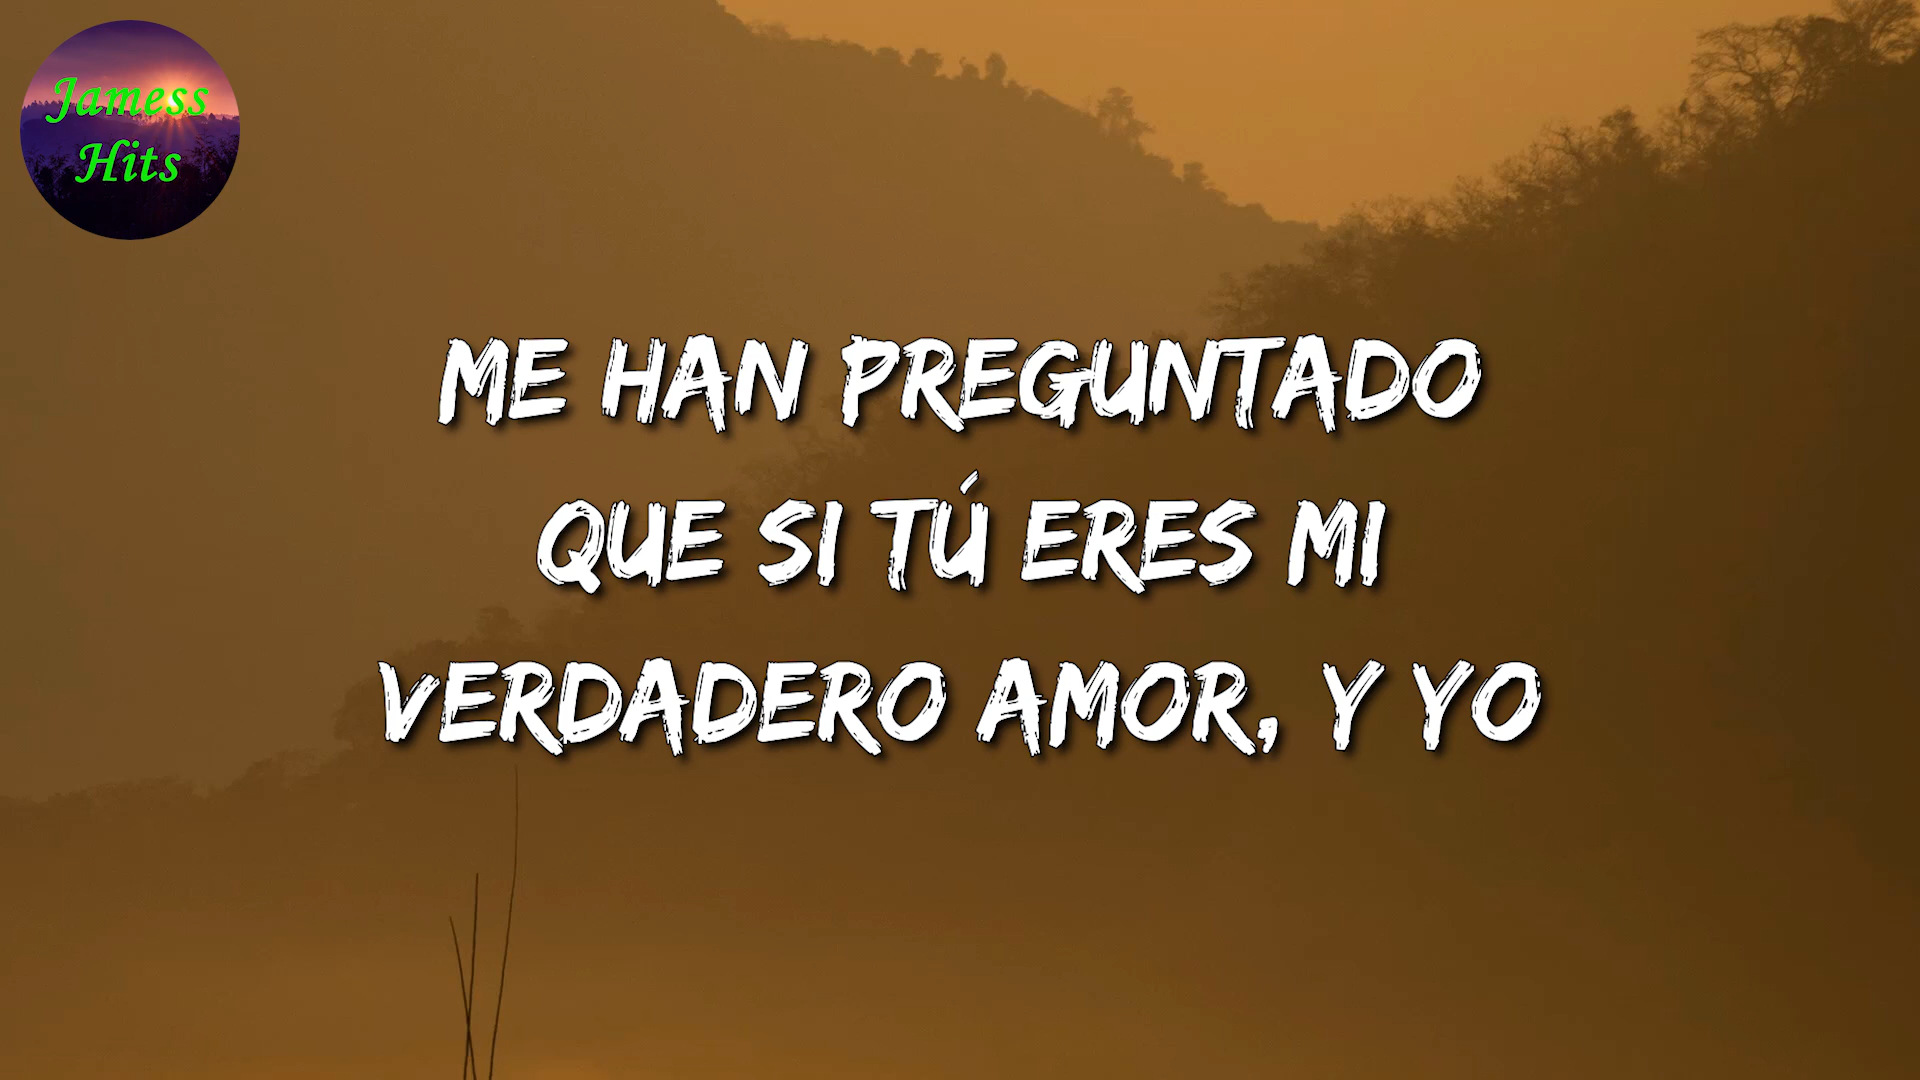 Jamess
Hits
ME HAN PREGUNTADO
QUE SI TÚ ERES MI
VERDADERO AMOR, Y YO